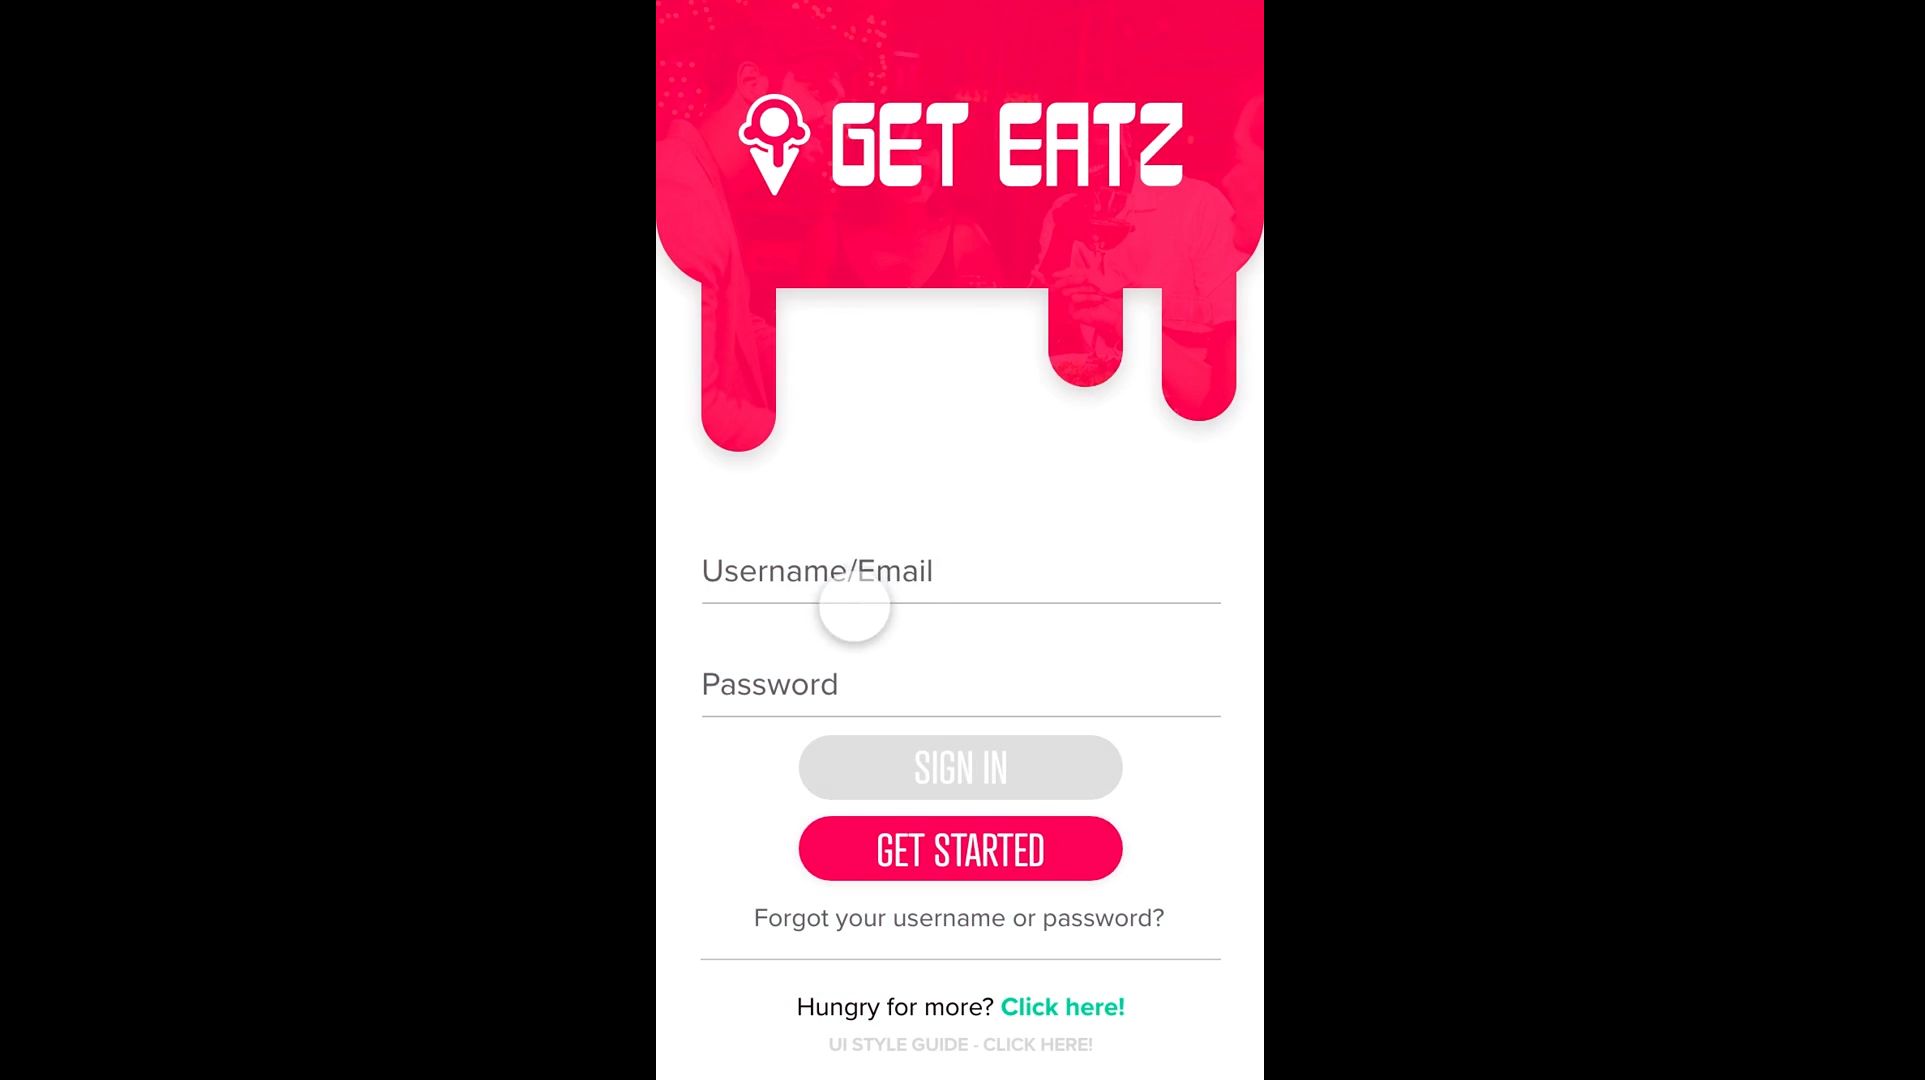 GET EATZ
Username/Email
Password
SIGN IN
GET STARTED
Forgot your username or password?
Hungry for more? Click here!
UI STYLE GUIDE - CLICK HERE!